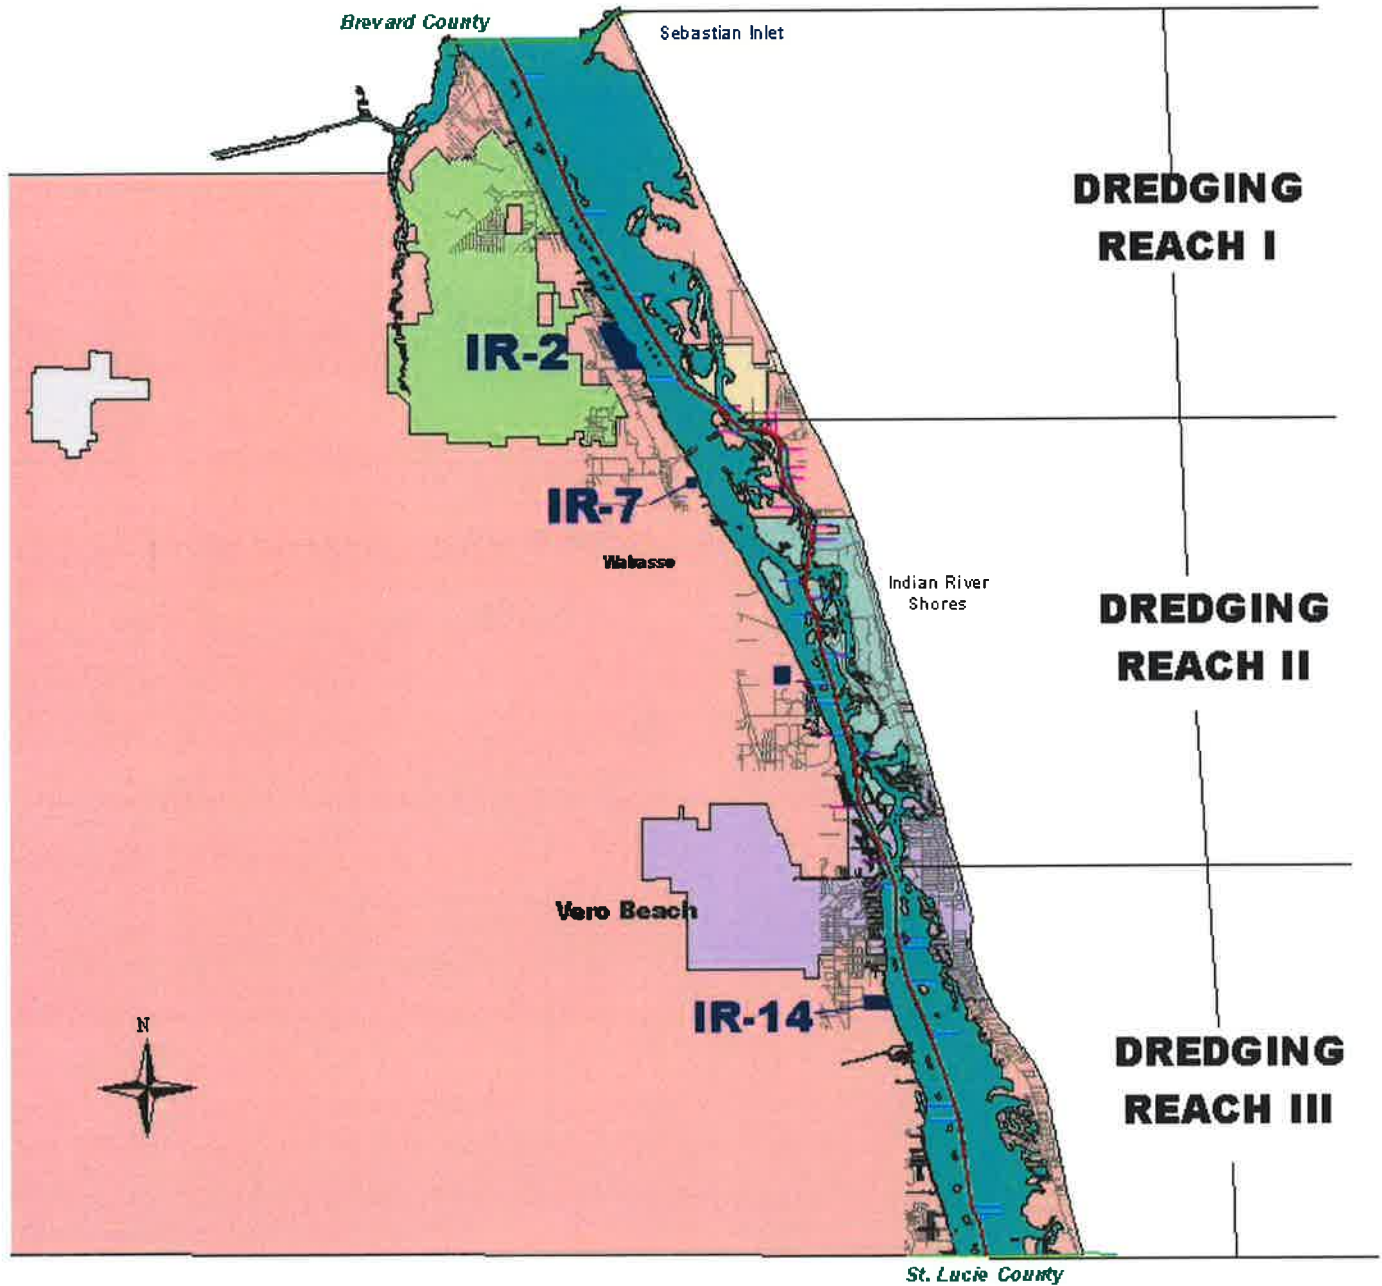 Brevard County
Sebastian Inlet
DREDGING
REACH I
IR-2
IR-7
Wabasso
Indian River
Shores
DREDGING
REACH II
Vero Beach
IR-14
N
DREDGING
REACH III
St. Lucie County